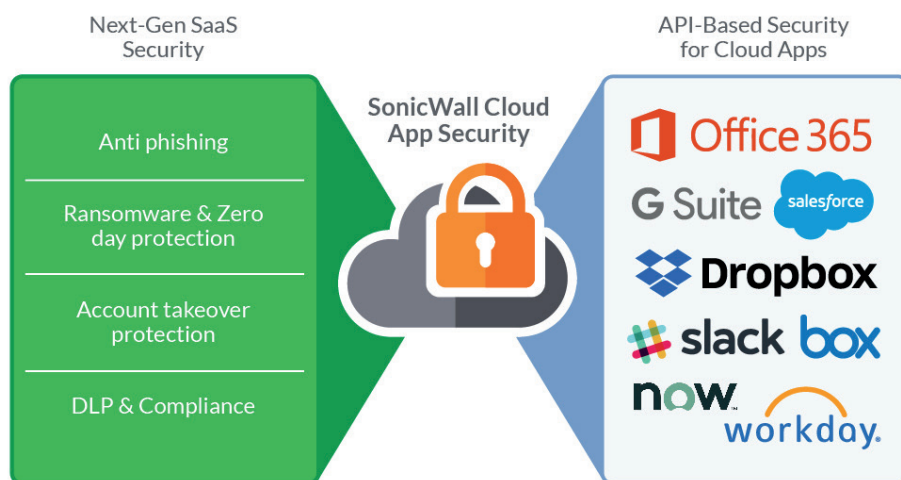 Next-Gen SaaS
Security
Anti phishing
Ransomware & Zero
day protection
Account takeover
protection
DLP & Compliance
SonicWall Cloud
App Security
API-Based Security
for Cloud Apps
Office 365
G Suite
salesforce
Dropbox
slack
box
now™
workday®